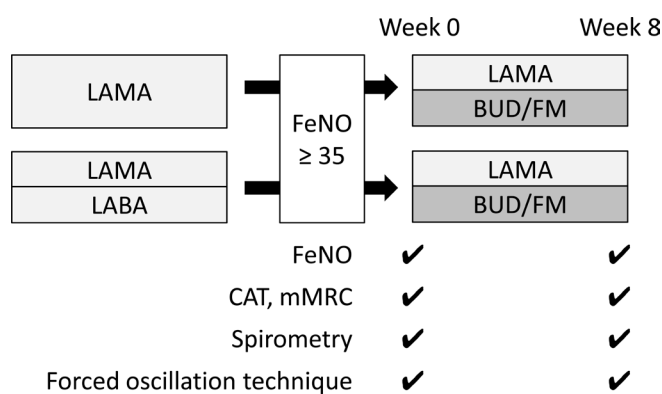 Week 0
Week 8
LAMA
LAMA
LABA
FeNO
≥ 35
LAMA
BUD/FM
LAMA
BUD/FM
FeNO ✔ ✔
CAT, mMRC ✔ ✔
Spirometry ✔ ✔
Forced oscillation technique ✔ ✔